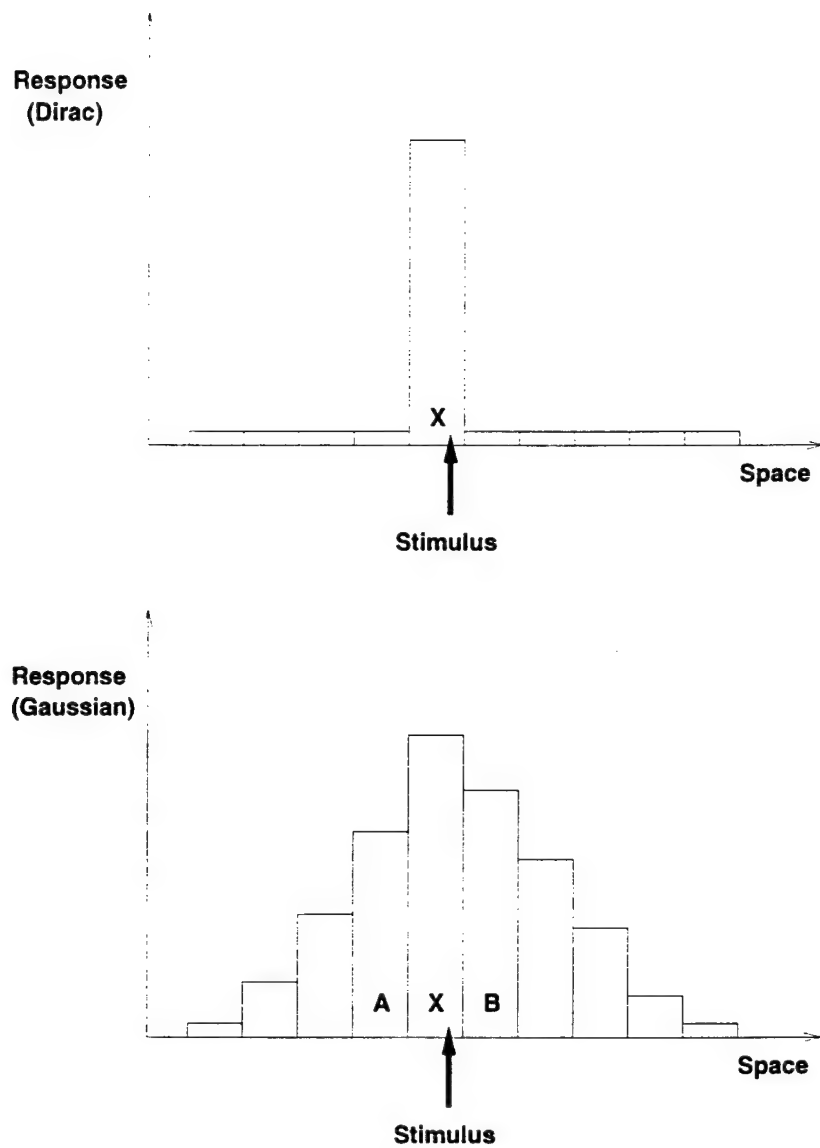 Response
(Dirac)
X
Space
Stimulus
Response
(Gaussian)
A X B
Space
Stimulus